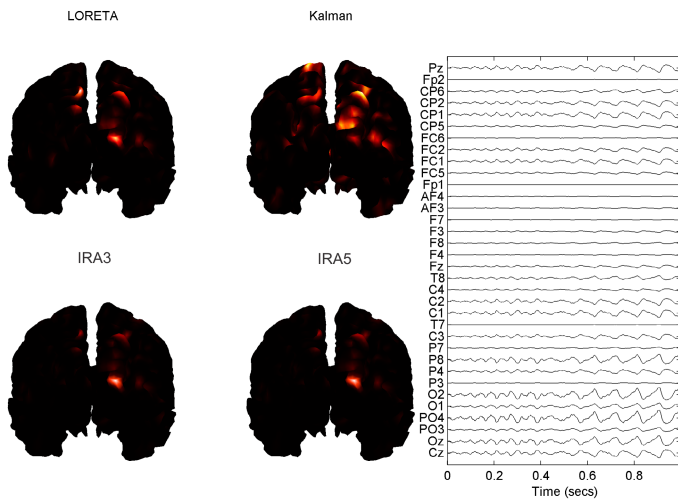 LORETA
Kalman
IRA3
IRA5
Pz
Fp2
CP6
CP2
CP1
CP5
FC6
FC2
FC1
FC5
Fp1
AF4
AF3
F7
F3
F8
F4
Fz
T8
C4
C2
C1
T7
C3
P7
P8
P4
P3
O2
O1
PO4
PO3
Oz
Cz
0 0.2 0.4 0.6 0.8
Time (secs)